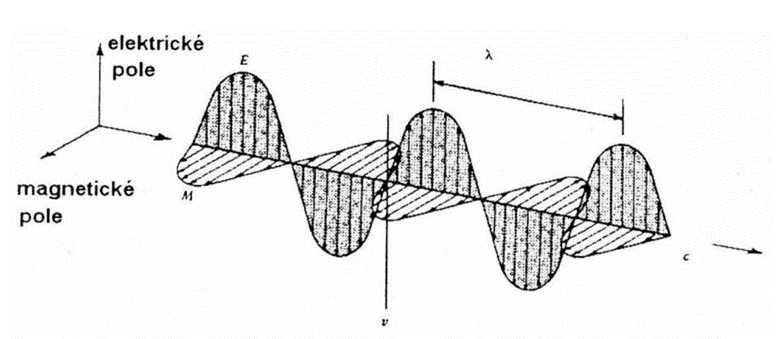 elektrické
pole
E
λ
magnetické
pole
M
c
v